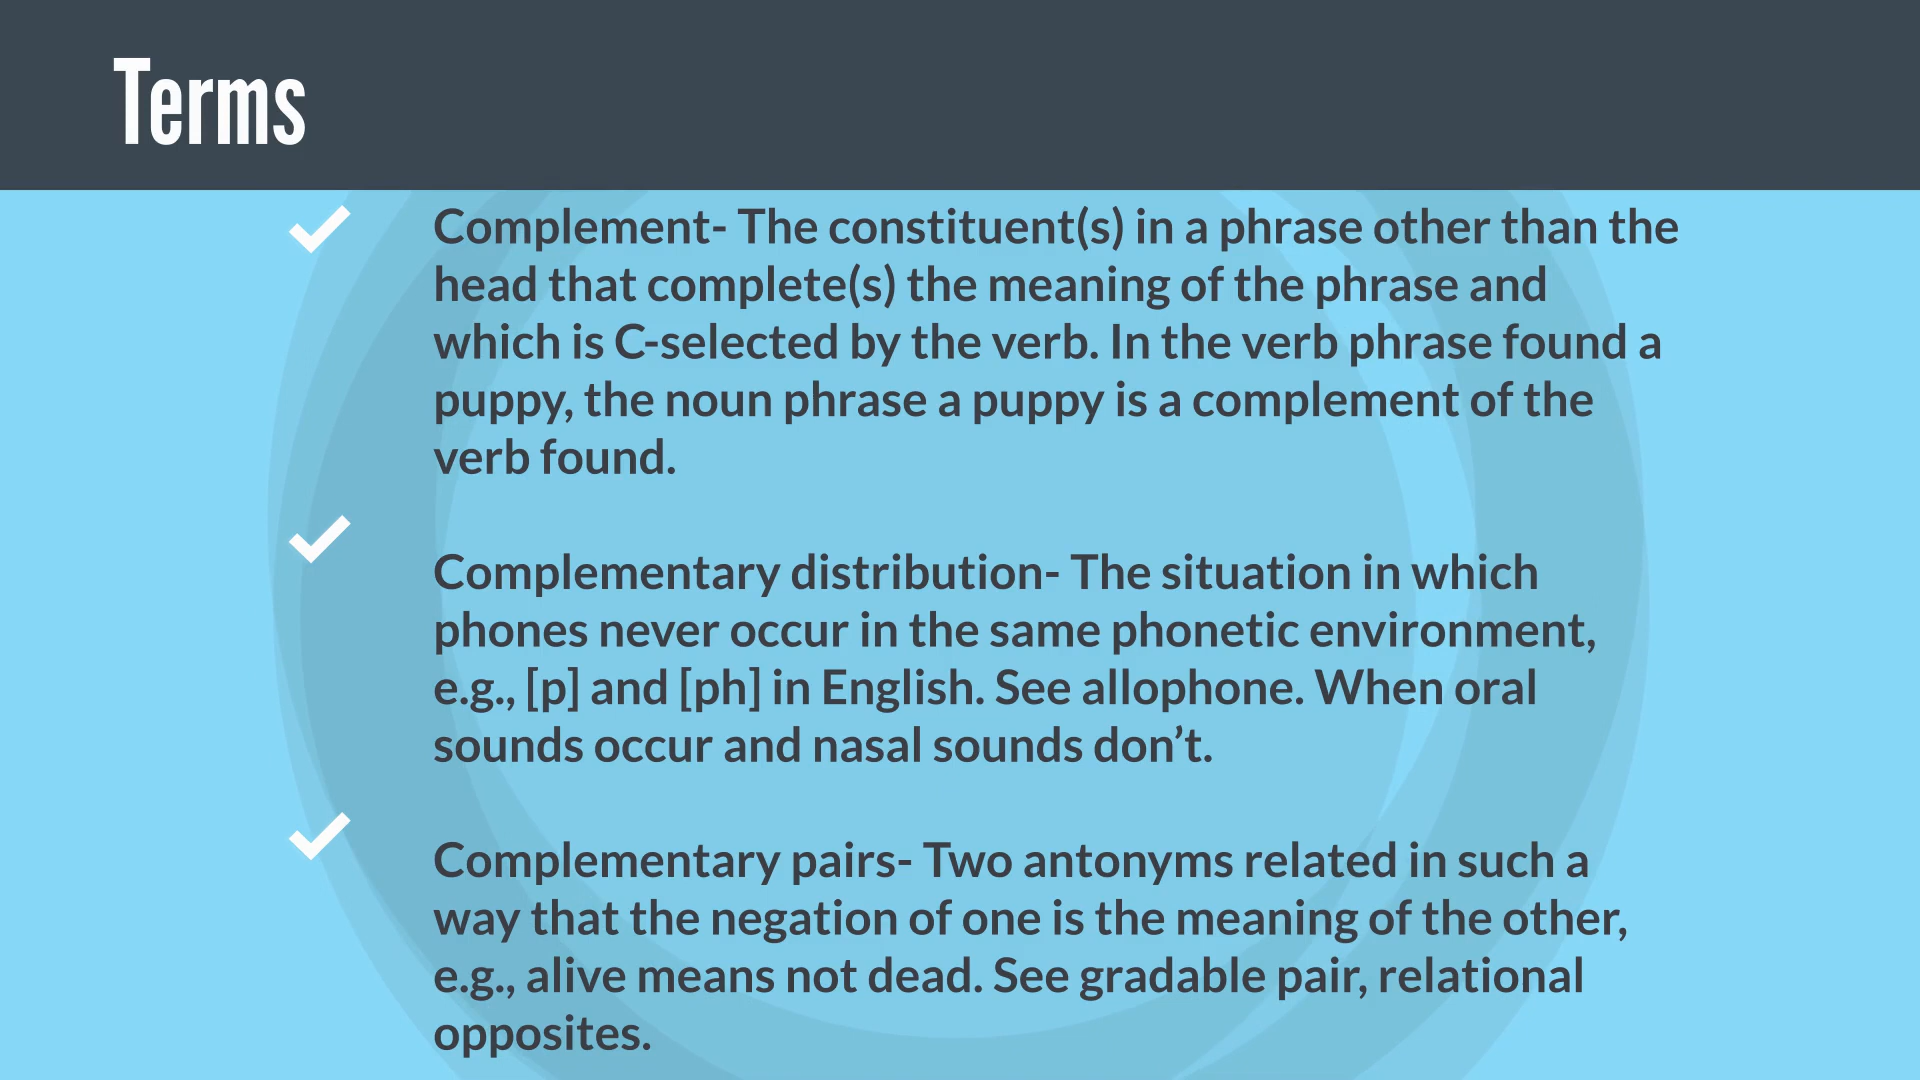 Terms
Complement- The constituent(s) in a phrase other than the
head that complete(s) the meaning of the phrase and
which is C-selected by the verb. In the verb phrase found a
puppy, the noun phrase a puppy is a complement of the
verb found.
Complementary distribution- The situation in which
phones never occur in the same phonetic environment,
e.g., [p] and [ph] in English. See allophone. When oral
sounds occur and nasal sounds don’t.
Complementary pairs- Two antonyms related in such a
way that the negation of one is the meaning of the other,
e.g., alive means not dead. See gradable pair, relational
opposites.